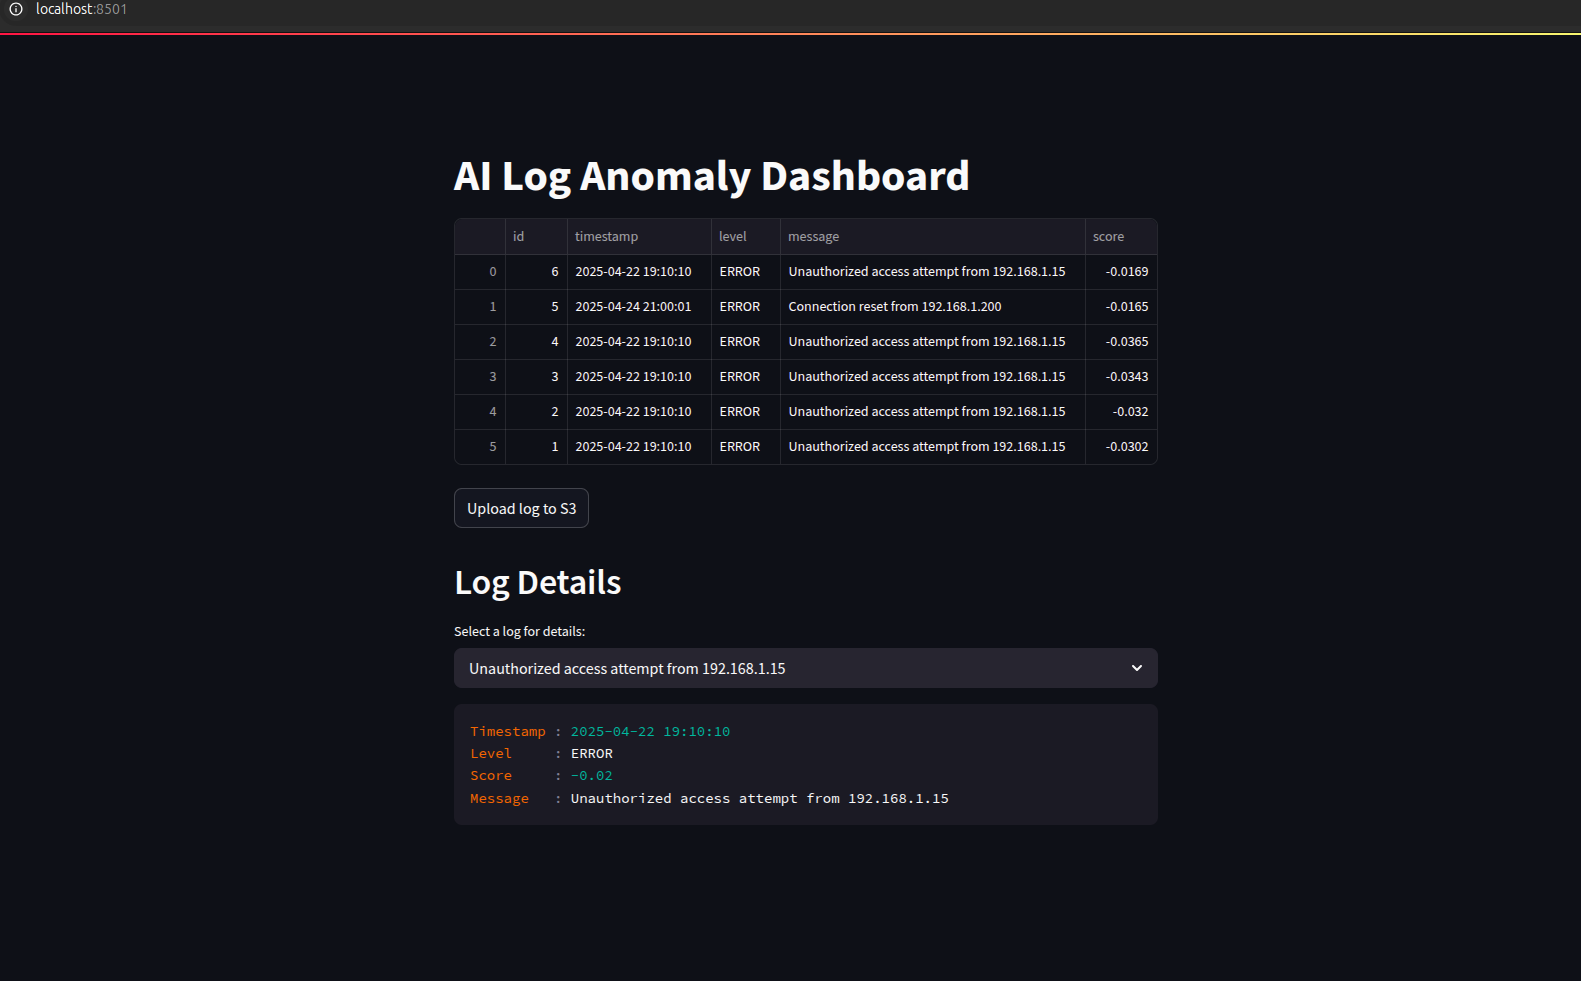 localhost:8501
AI Log Anomaly Dashboard
id timestamp level message score
0 6 2025-04-22 19:10:10 ERROR Unauthorized access attempt from 192.168.1.15 -0.0169
1 5 2025-04-24 21:00:01 ERROR Connection reset from 192.168.1.200 -0.0165
2 4 2025-04-22 19:10:10 ERROR Unauthorized access attempt from 192.168.1.15 -0.0365
3 3 2025-04-22 19:10:10 ERROR Unauthorized access attempt from 192.168.1.15 -0.0343
4 2 2025-04-22 19:10:10 ERROR Unauthorized access attempt from 192.168.1.15 -0.032
5 1 2025-04-22 19:10:10 ERROR Unauthorized access attempt from 192.168.1.15 -0.0302
Upload log to S3
Log Details
Select a log for details:
Unauthorized access attempt from 192.168.1.15
Timestamp : 2025-04-22 19:10:10
Level : ERROR
Score : -0.02
Message : Unauthorized access attempt from 192.168.1.15